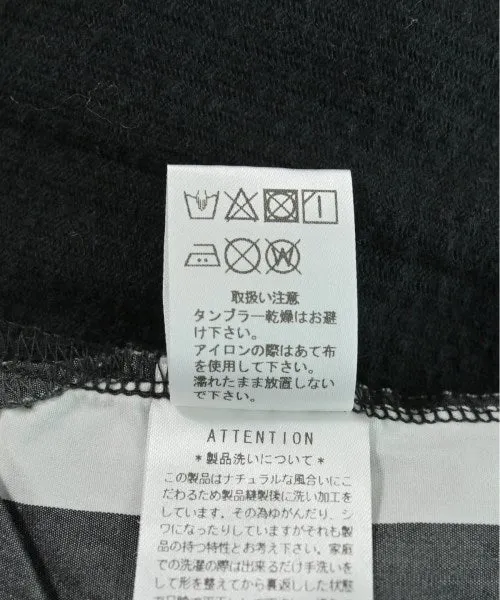 取扱い注意
タンブラー乾燥はお避
け下さい。
アイロンの際はあて布
を使用して下さい。
濡れたまま放置しない
で下さい。
ATTENTION
*製品洗いについて*
この製品はナチュラルな風合いにこ
だわるため製品縫製後に洗い加工を
しています。その為ゆがんだり、シ
ワになったりしていますがそれも製品
の持つ特性とお考え下さい。家庭
での洗濯の際は出来るだけ手洗いを
して形を整えてから裏返しした状態